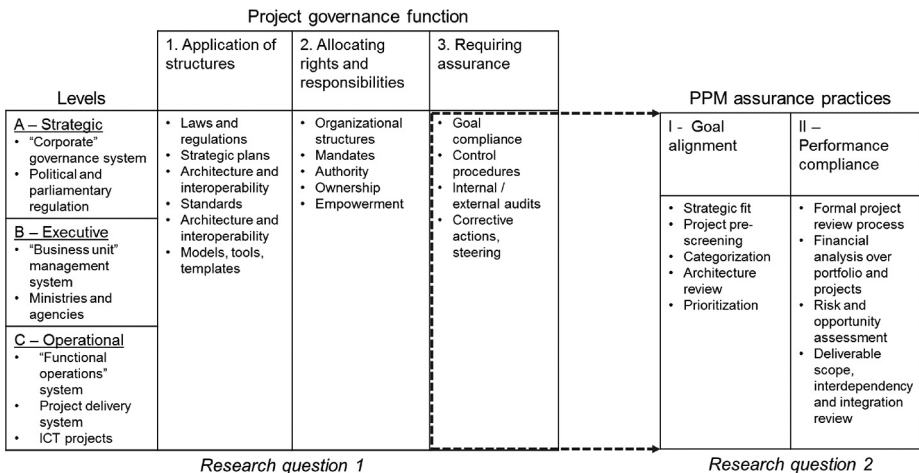 Project governance function
1. Application of
structures
2. Allocating
rights and
responsibilities
3. Requiring
assurance
Levels
PPM assurance practices
A – Strategic
• “Corporate”
governance system
• Political and
parliamentary
regulation
B – Executive
• “Business unit”
management
system
• Ministries and
agencies
C – Operational
• “Functional
operations”
system
• Project delivery
system
• ICT projects
• Laws and
regulations
• Strategic plans
• Architecture and
interoperability
• Standards
• Architecture and
interoperability
• Models, tools,
templates
• Organizational
structures
• Mandates
• Authority
• Ownership
• Empowerment
• Goal
compliance
• Control
procedures
• Internal /
external audits
• Corrective
actions,
steering
I - Goal
alignment
II –
Performance
compliance
• Strategic fit
• Project pre-
screening
• Categorization
• Architecture
review
• Prioritization
• Formal project
review process
• Financial
analysis over
portfolio and
projects
• Risk and
opportunity
assessment
• Deliverable
scope,
interdependency
and integration
review
Research question 1
Research question 2